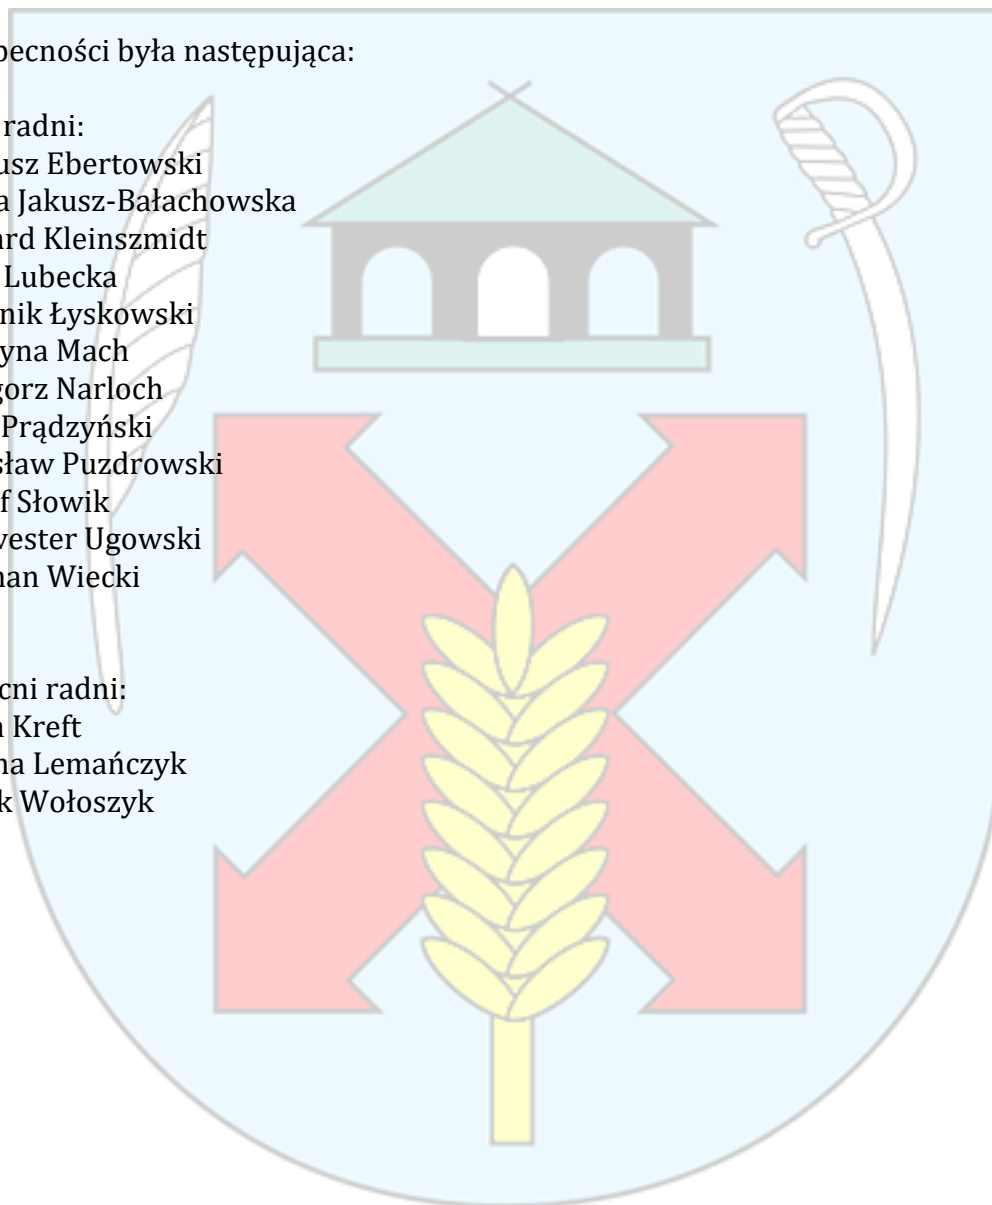 becności była następująca:
radni:
usz Ebertowski
a Jakusz-Bałachowska
ard Kleinszmidt
Lubecka
nik Łyskowski
yna Mach
gorz Narloch
Prądzyński
sław Puzdrowski
f Słowik
vester Ugowski
nan Wiecki
cni radni:
Kreft
na Lemańczyk
k Wołoszyk